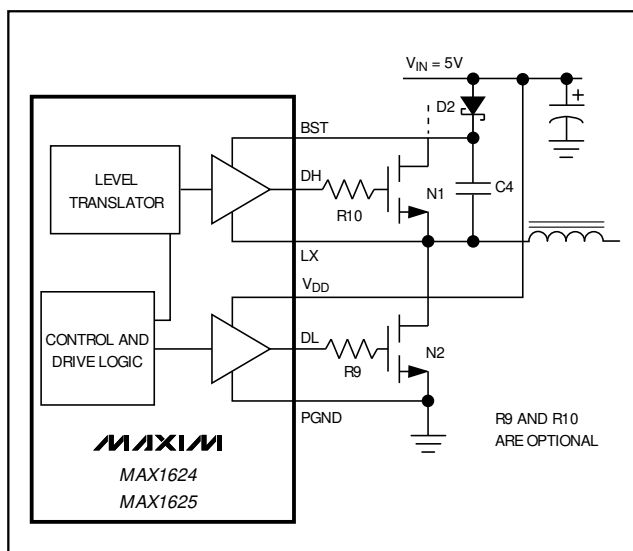 V_IN = 5V
D2
+
BST
LEVEL
TRANSLATOR
DH
R10
N1
C4
LX
V_DD
CONTROL AND
DRIVE LOGIC
DL
R9
N2
PGND
R9 AND R10
ARE OPTIONAL
MAXIM
MAX1624
MAX1625